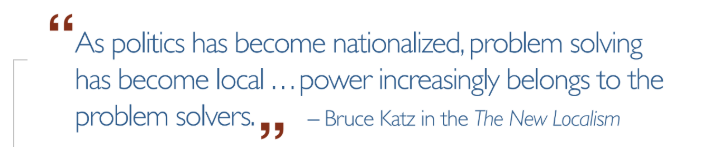 “As politics has become nationalized, problem solving
has become local ... power increasingly belongs to the
problem solvers.” – Bruce Katz in the The New Localism